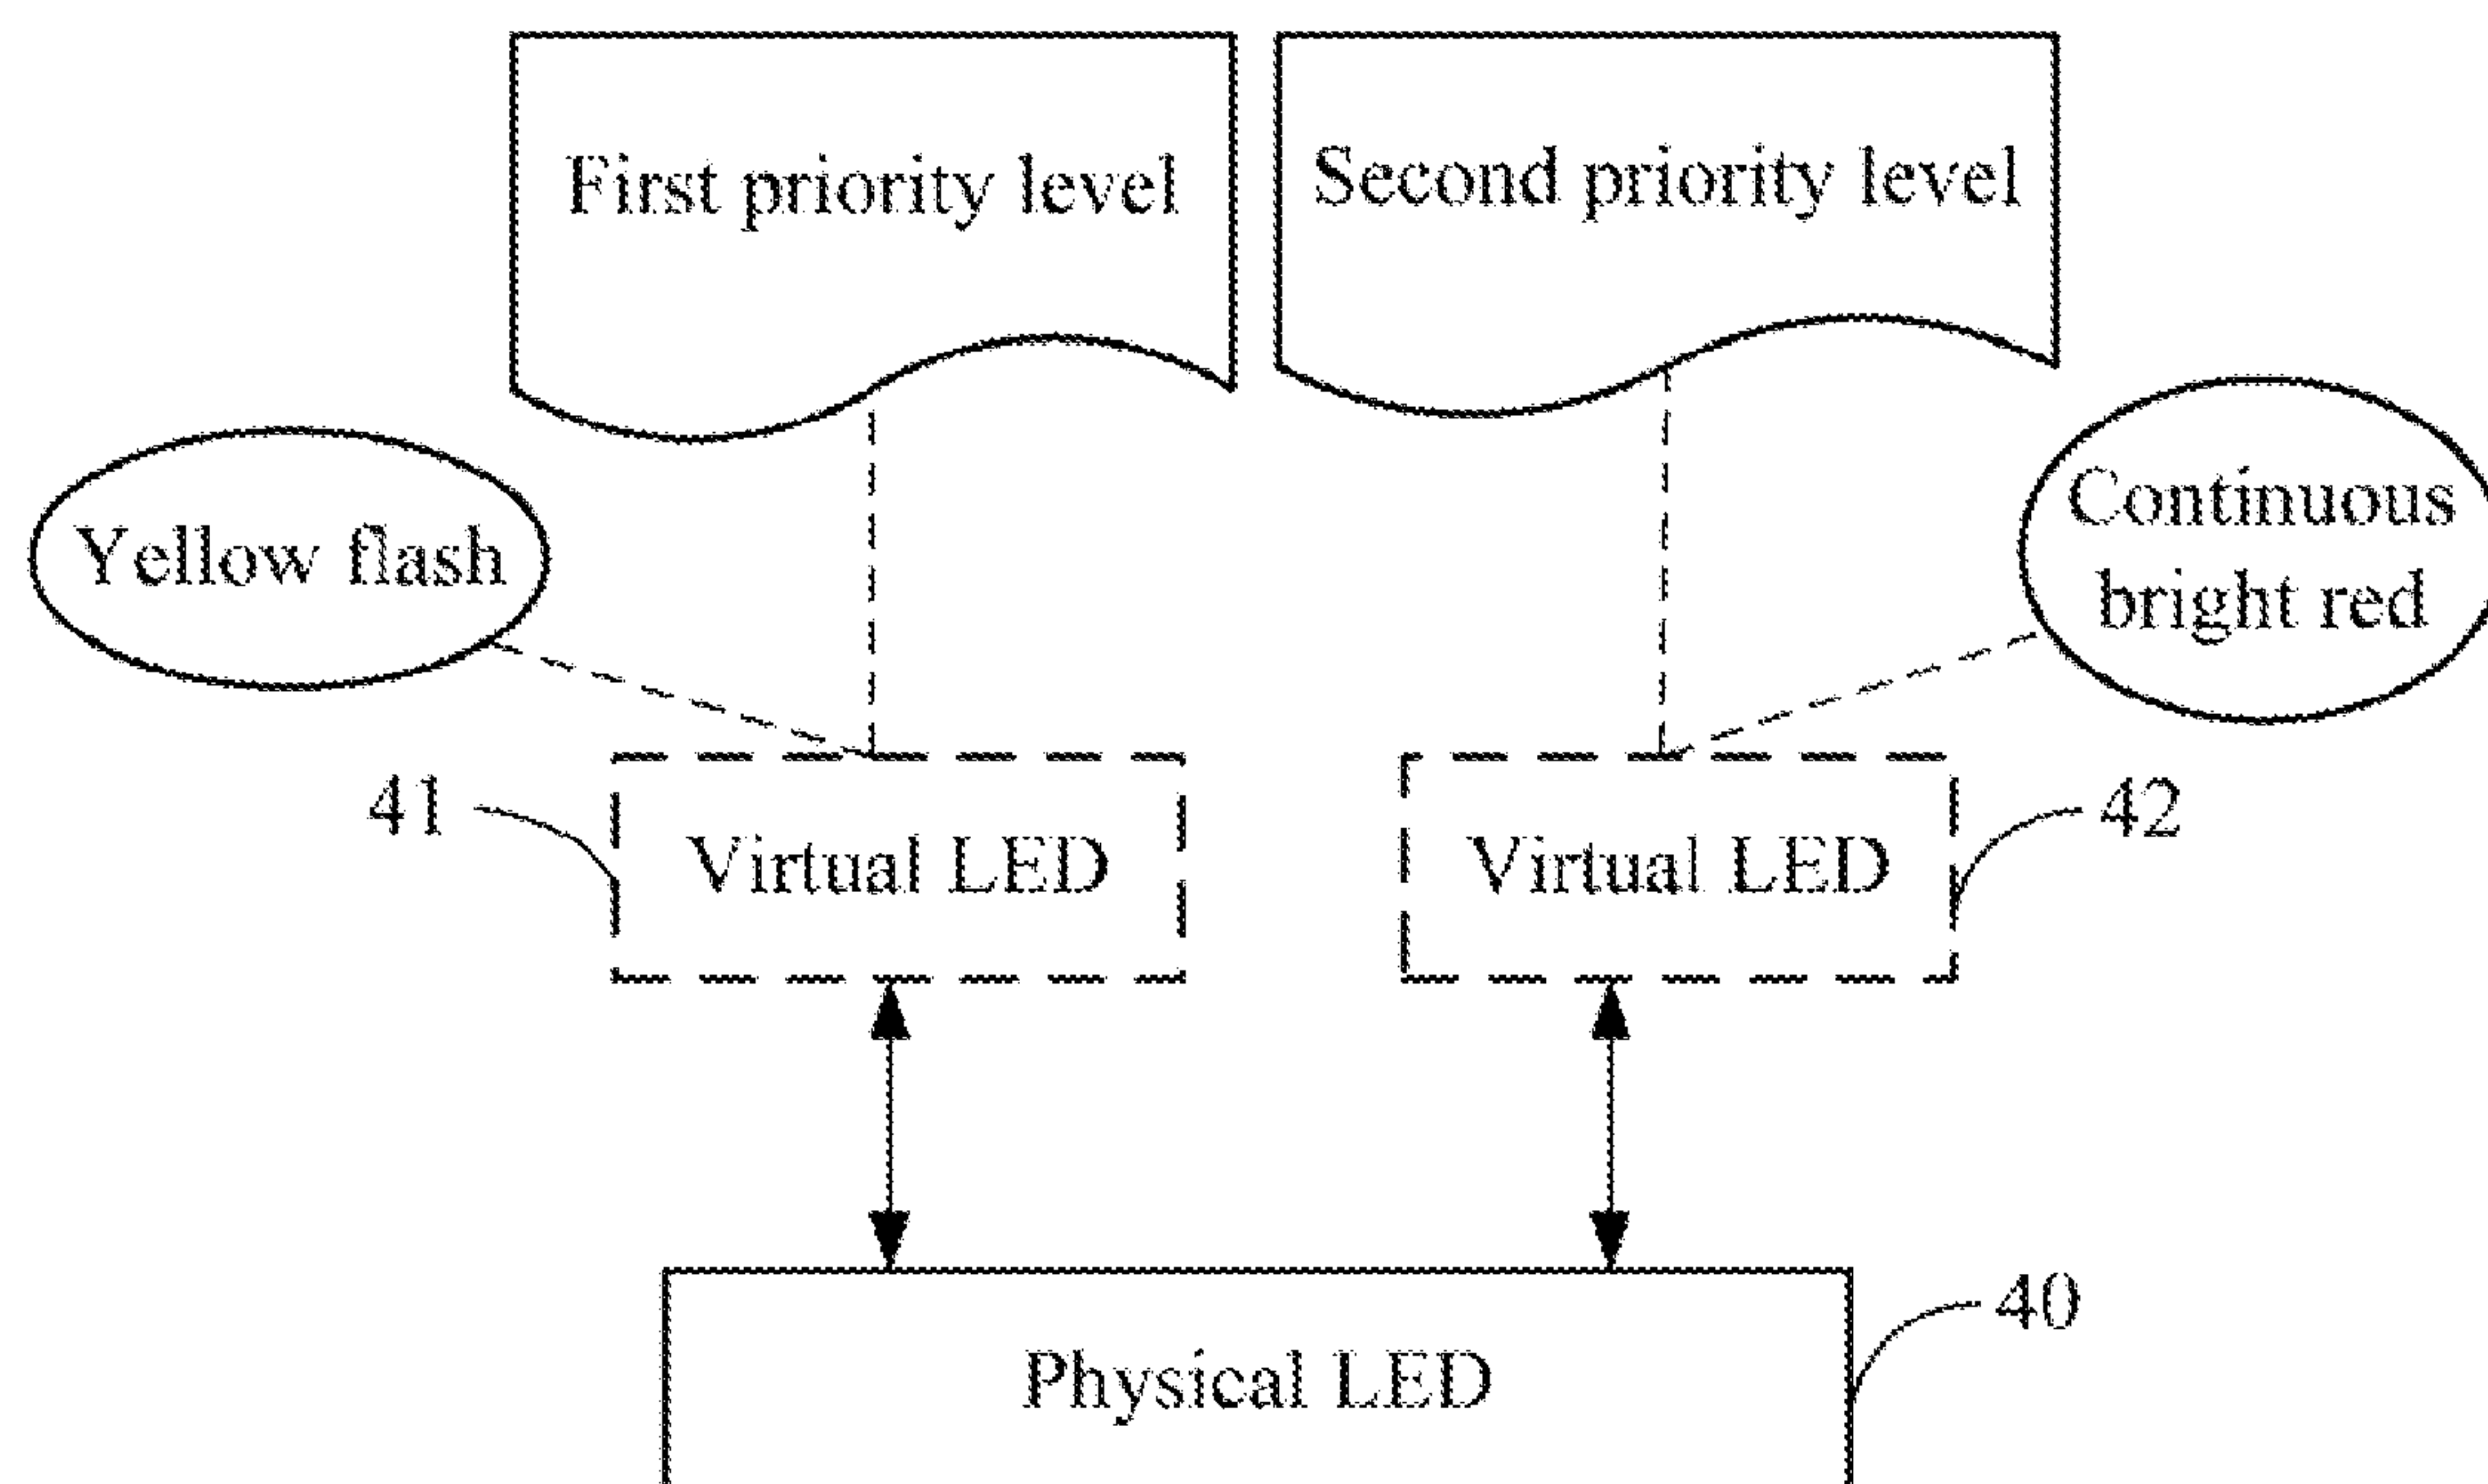 First priority level
Second priority level
Yellow flash
Continuous
bright red
41
Virtual LED
Virtual LED
42
40
Physical LED